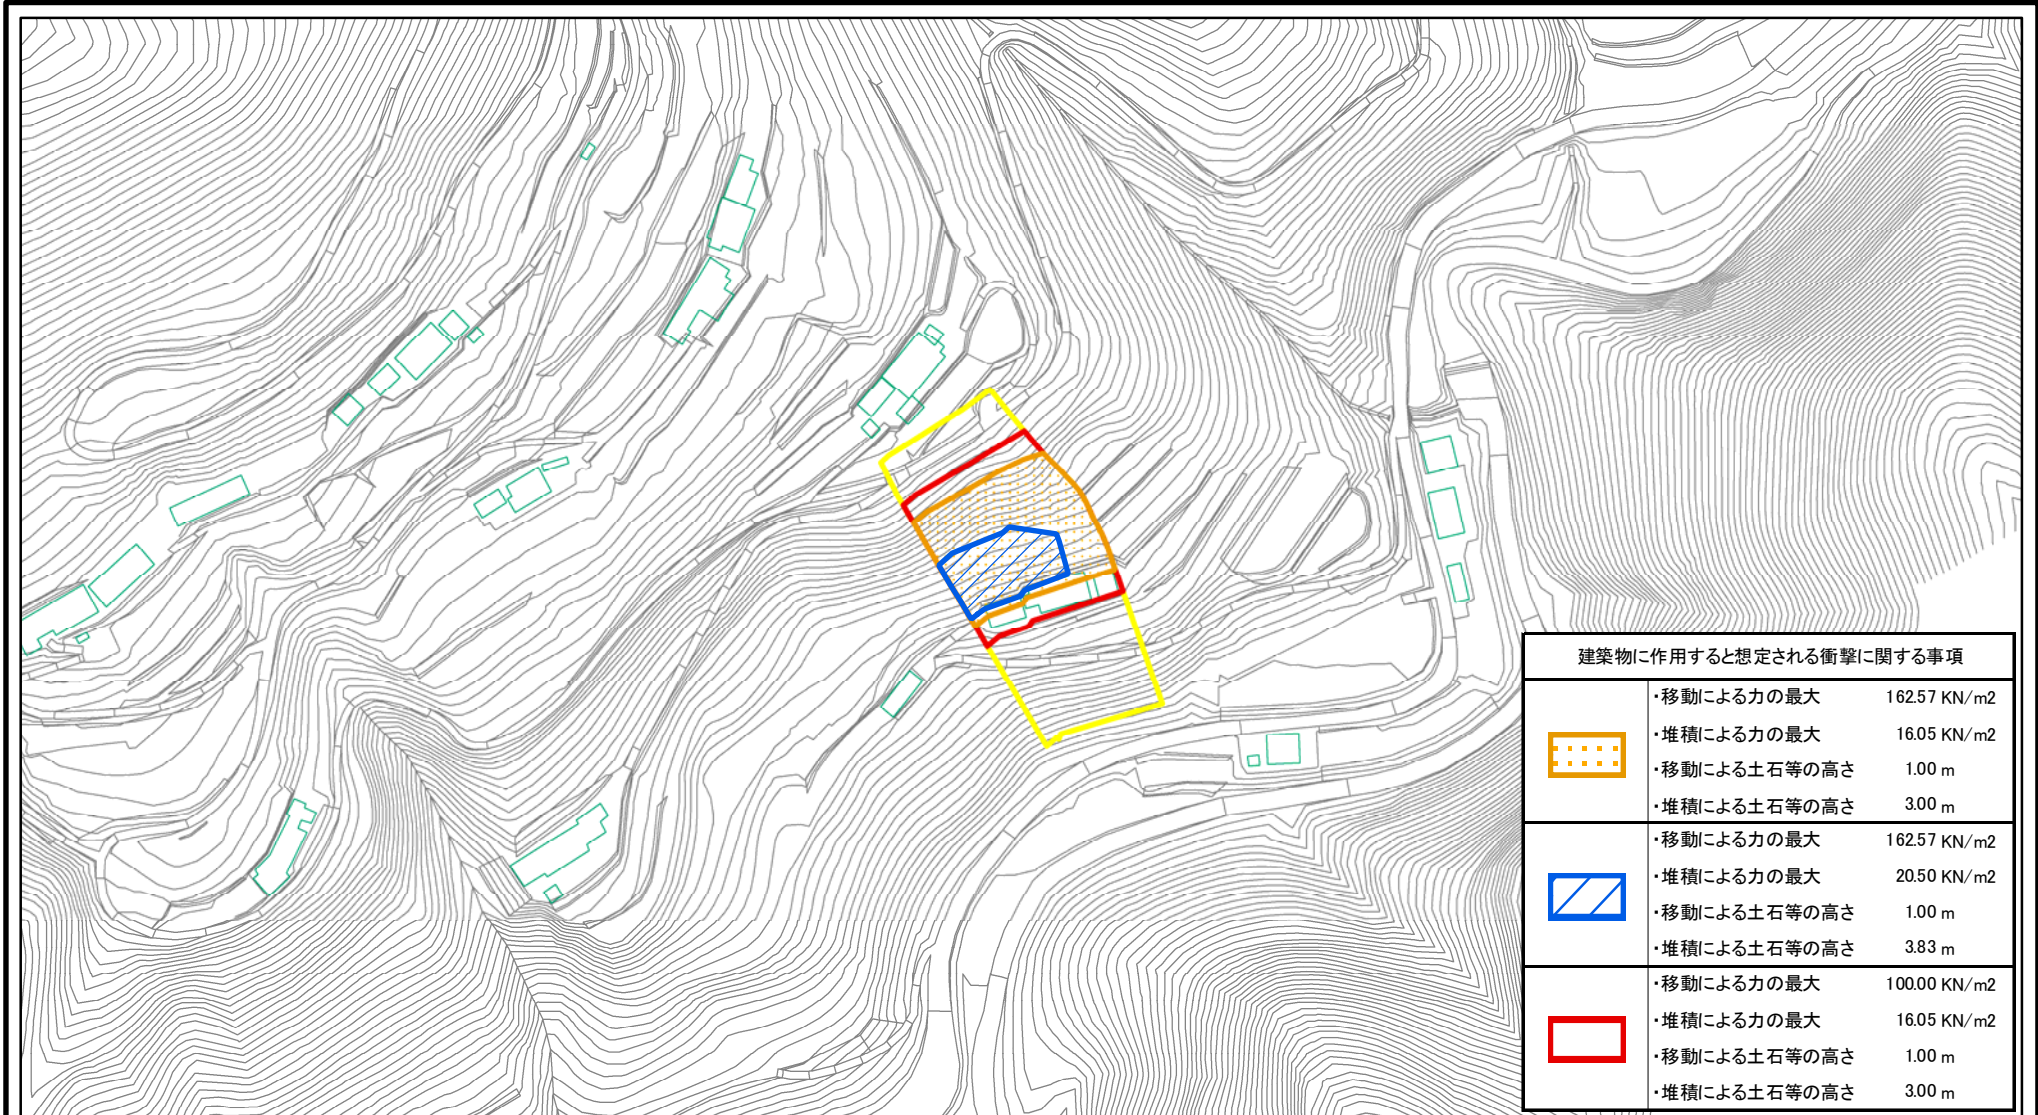 建築物に作用すると想定される衝撃に関する事項
・移動による力の最大 162.57 KN/m2
・堆積による力の最大 16.05 KN/m2
・移動による土石等の高さ 1.00 m
・堆積による土石等の高さ 3.00 m
・移動による力の最大 162.57 KN/m2
・堆積による力の最大 20.50 KN/m2
・移動による土石等の高さ 1.00 m
・堆積による土石等の高さ 3.83 m
・移動による力の最大 100.00 KN/m2
・堆積による力の最大 16.05 KN/m2
・移動による土石等の高さ 1.00 m
・堆積による土石等の高さ 3.00 m